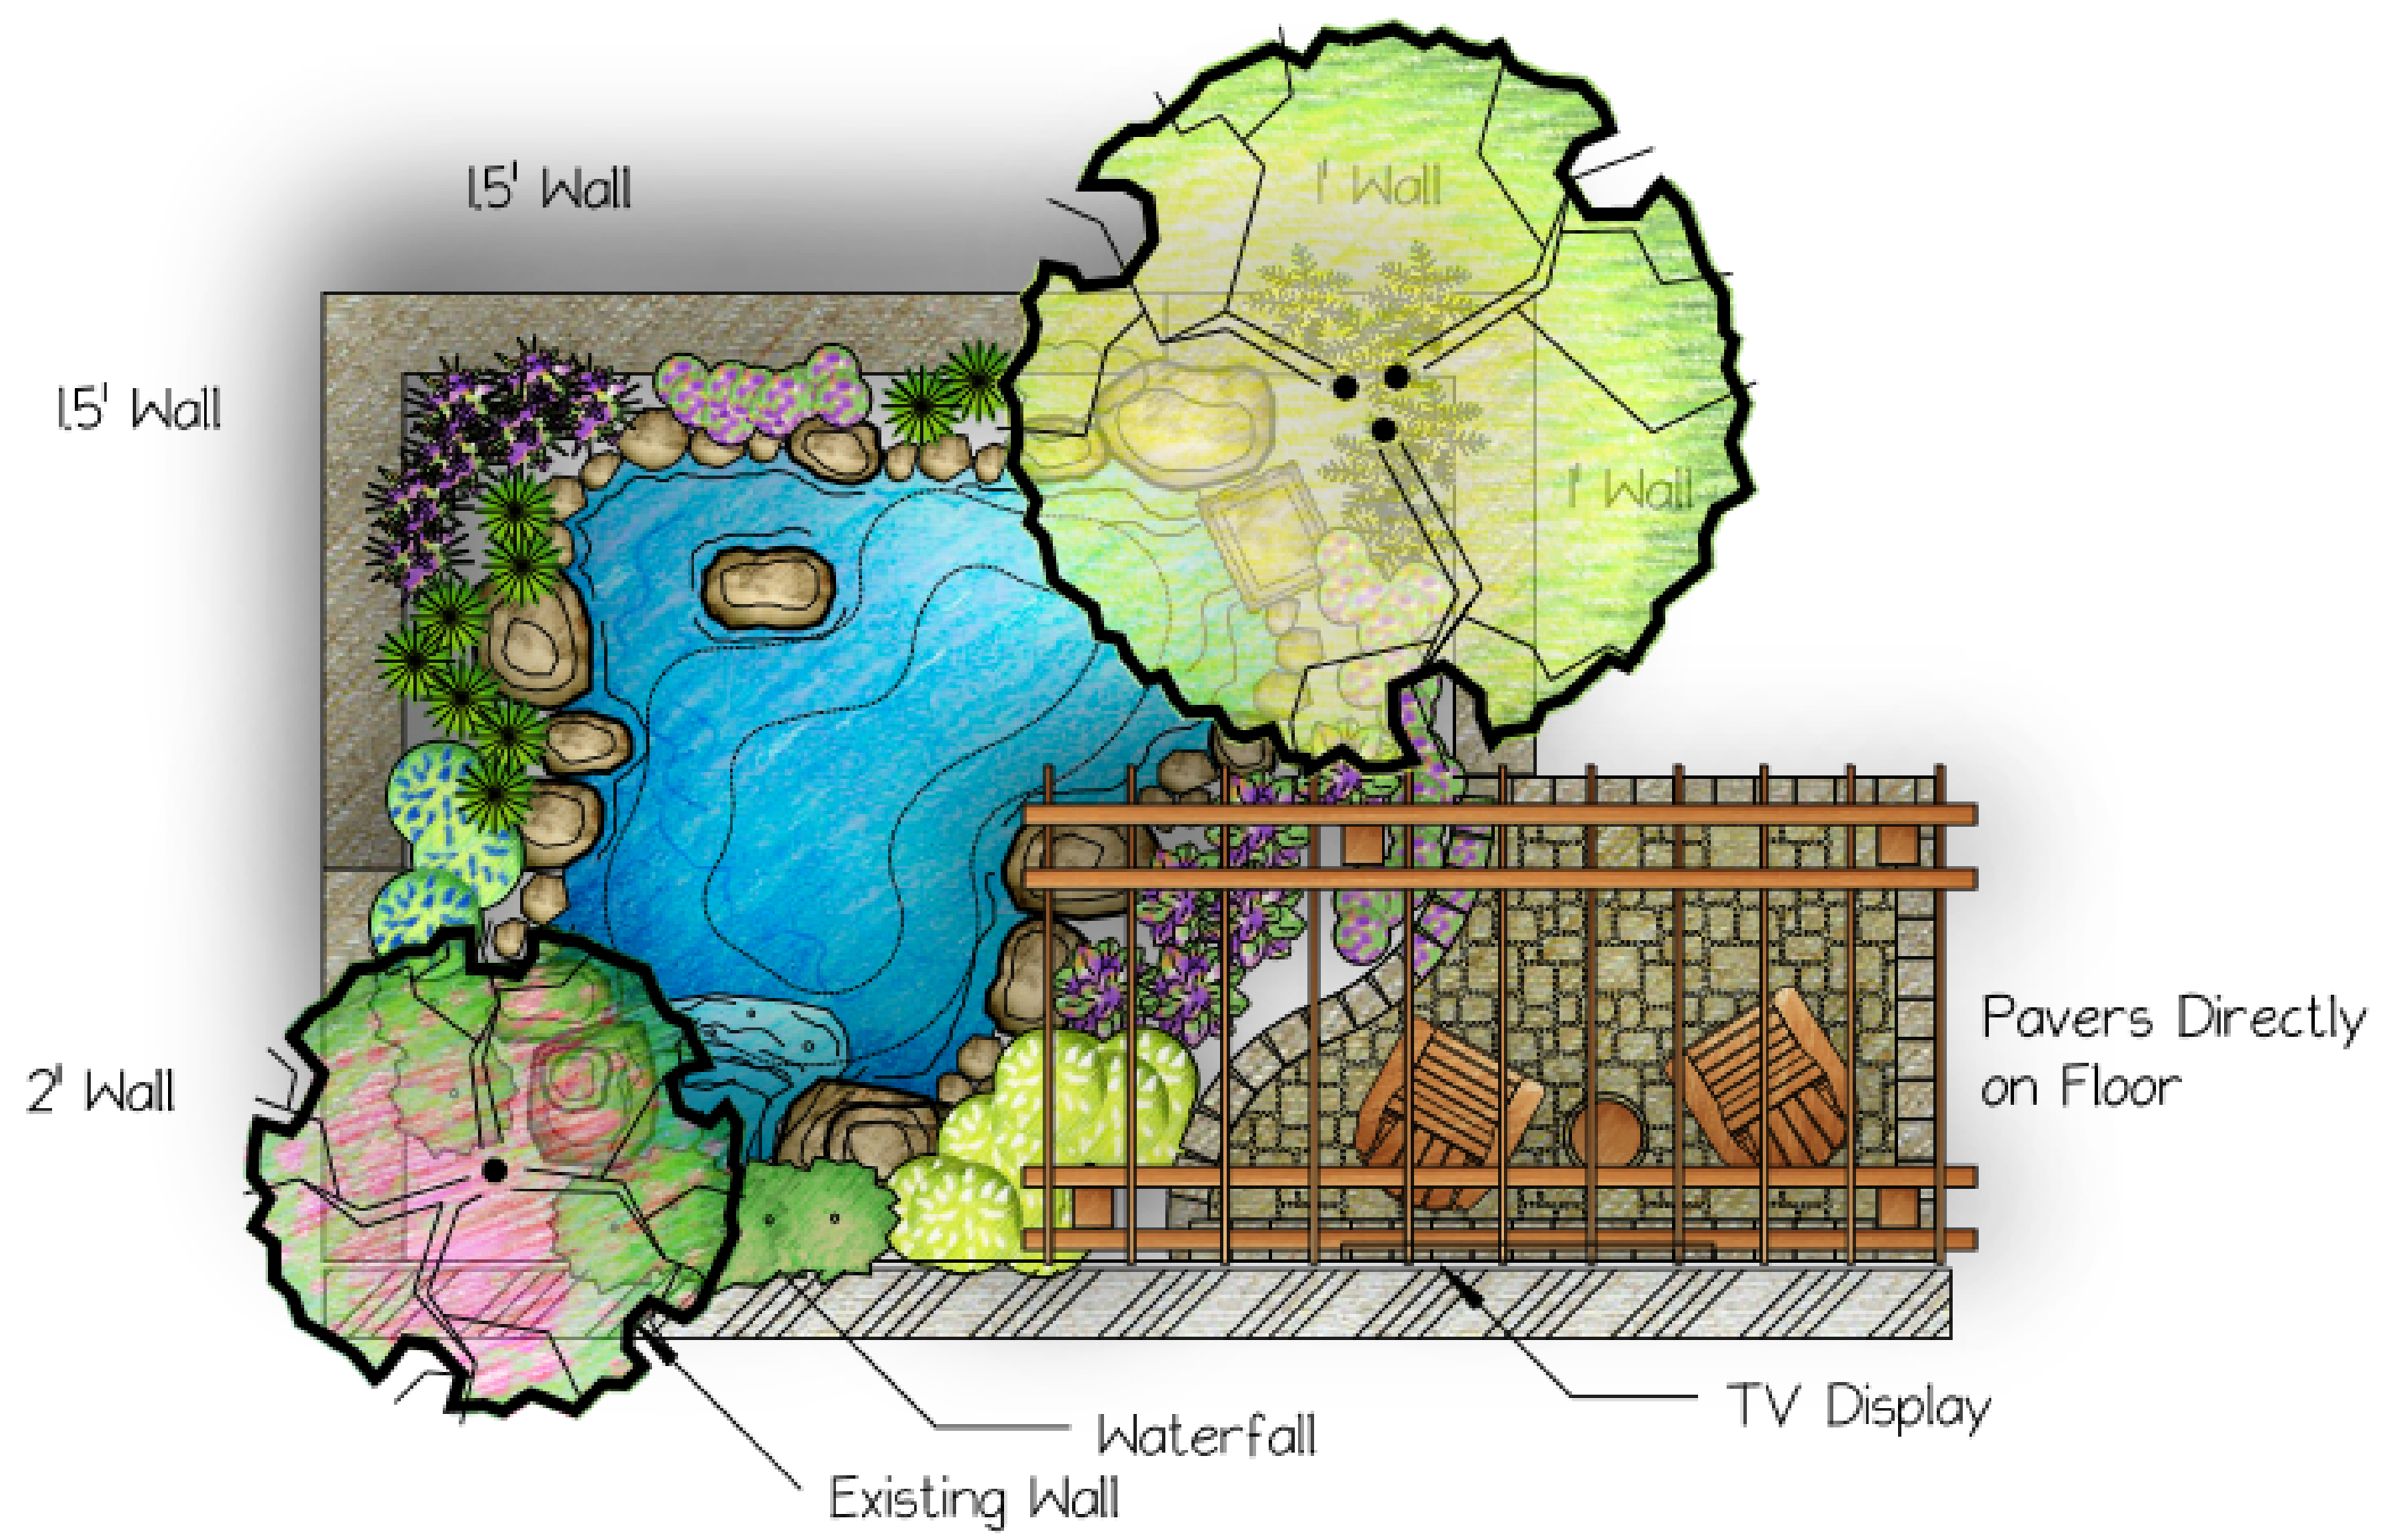 1.5' Wall
1' Wall
1.5' Wall
1' Wall
2' Wall
Pavers Directly
on Floor
TV Display
Waterfall
Existing Wall